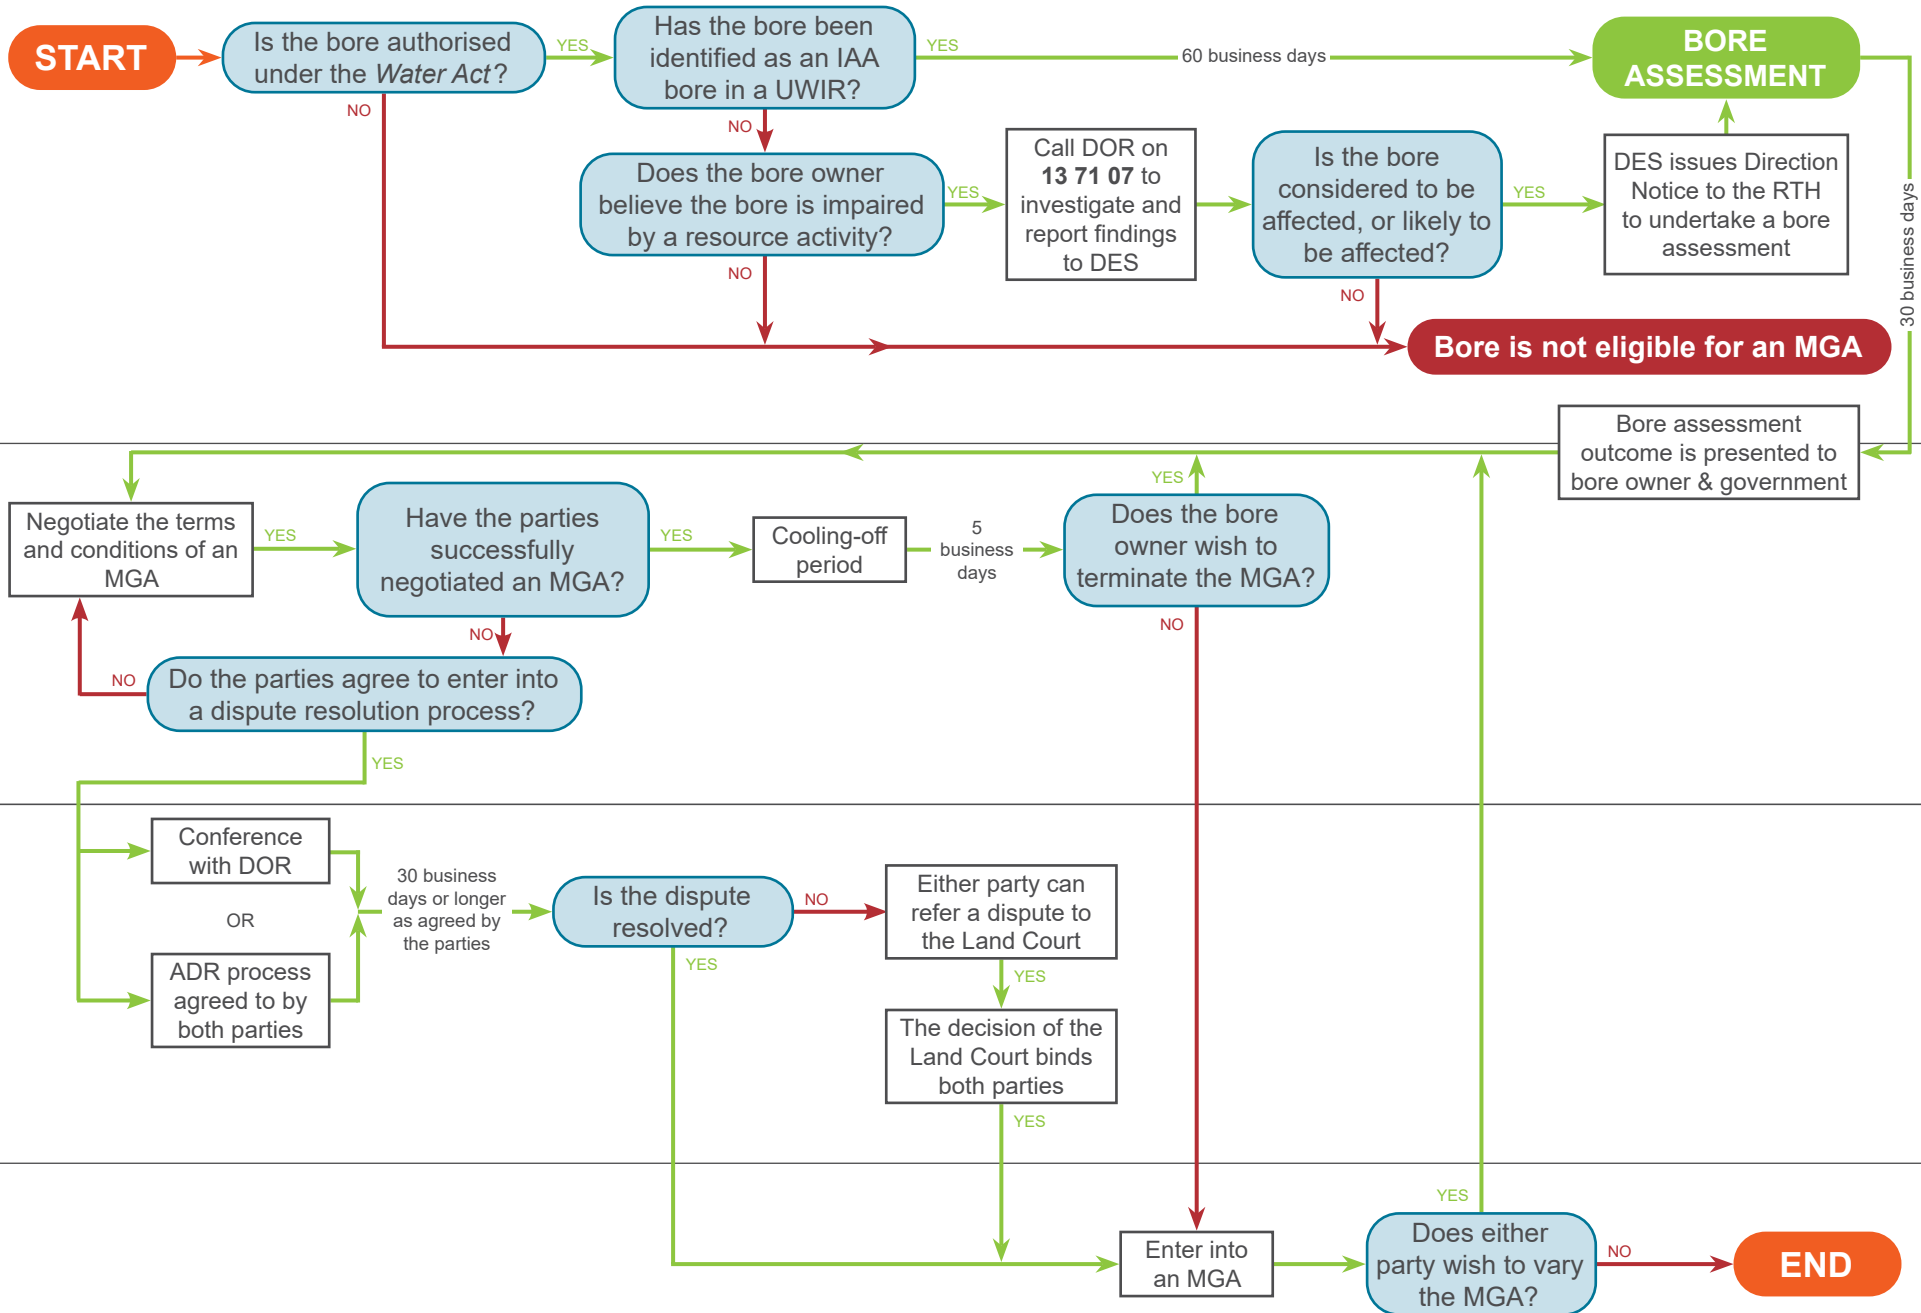 START
Is the bore authorised
under the Water Act?
YES
NO
Has the bore been
identified as an IAA
bore in a UWIR?
YES
60 business days
NO
BORE
ASSESSMENT
30 business days
Does the bore owner
believe the bore is impaired
by a resource activity?
YES
NO
Call DOR on
13 71 07 to
investigate and
report findings
to DES
Is the bore
considered to be
affected, or likely to
be affected?
YES
NO
DES issues Direction
Notice to the RTH
to undertake a bore
assessment
Bore is not eligible for an MGA
Bore assessment
outcome is presented to
bore owner & government
Negotiate the terms
and conditions of an
MGA
YES
Have the parties
successfully
negotiated an MGA?
YES
NO
Cooling-off
period
5
business
days
Does the bore
owner wish to
terminate the MGA?
YES
NO
Do the parties agree to enter into
a dispute resolution process?
NO
YES
Conference
with DOR
OR
ADR process
agreed to by
both parties
30 business
days or longer
as agreed by
the parties
Is the dispute
resolved?
NO
YES
Either party can
refer a dispute to
the Land Court
YES
The decision of the
Land Court binds
both parties
YES
Enter into
an MGA
YES
Does either
party wish to vary
the MGA?
NO
END